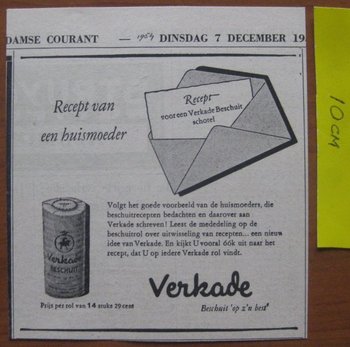 DAMSE COURANT — 1954 DINSDAG 7 DECEMBER 19
Recept van
een huismoeder
Recept
voor een Verkade Beschuit
schotel
Volgt het goede voorbeeld van de huismoeders, die
beschuitrecepten bedachten en daarover aan
Verkade schreven! Leest de mededeling op de
beschuitrol over uitwisseling van recepten... een nieuw
idee van Verkade. En kijkt U vooral óók uit naar het
recept, dat U op iedere Verkade rol vindt.
Verkade
BESCHUIT
Prijs per rol van 14 stuks 29 cent
Verkade
Beschuit 'op z'n best'
10CM